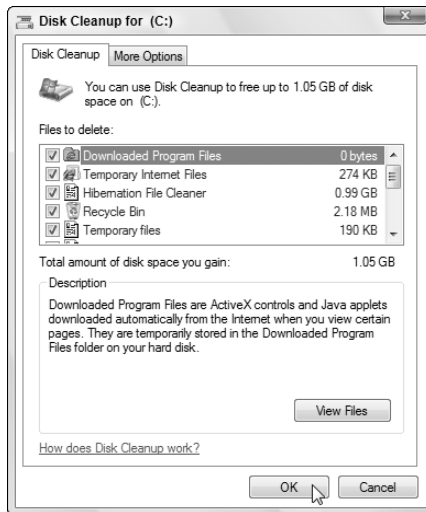 Disk Cleanup for (C:)
Disk Cleanup
More Options
You can use Disk Cleanup to free up to 1.05 GB of disk
space on (C:).
Files to delete:
Downloaded Program Files 0 bytes
Temporary Internet Files 274 KB
Hibernation File Cleaner 0.99 GB
Recycle Bin 2.18 MB
Temporary files 190 KB
Total amount of disk space you gain: 1.05 GB
Description
Downloaded Program Files are ActiveX controls and Java applets
downloaded automatically from the Internet when you view certain
pages. They are temporarily stored in the Downloaded Program
Files folder on your hard disk.
View Files
How does Disk Cleanup work?
OK
Cancel